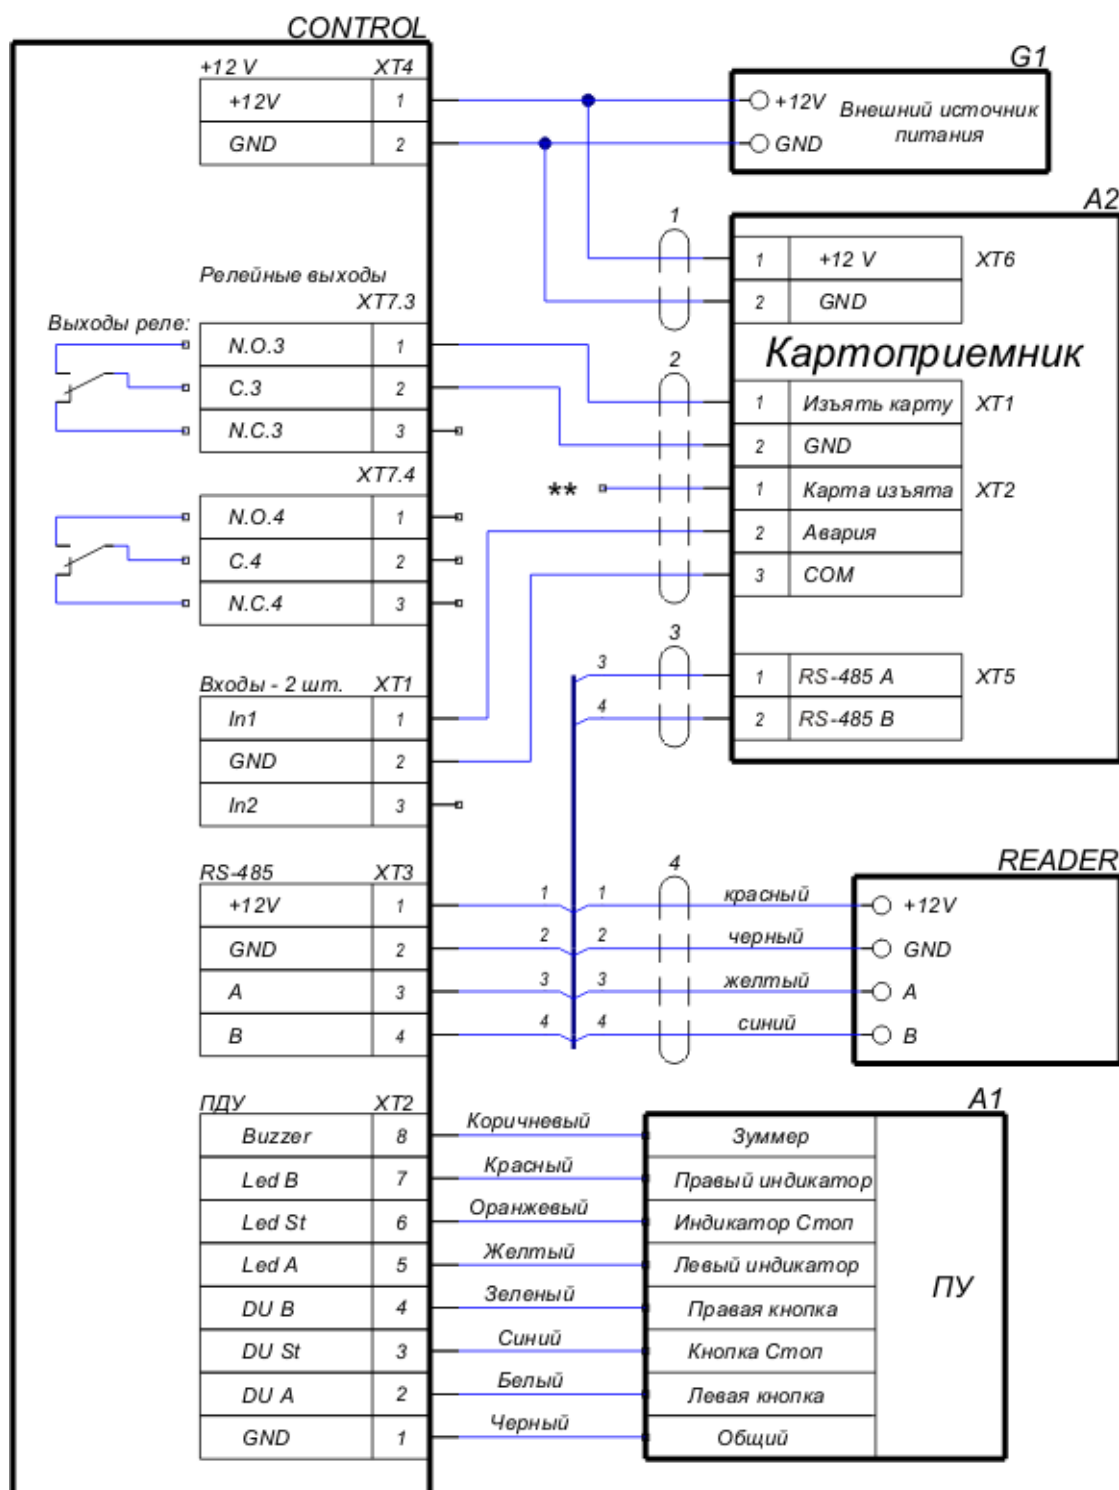 CONTROL
+12 V XT4
+12V 1
GND 2
G1
+12V Внешний источник
GND питания
A2
1
1 +12 V XT6
2 GND
Картоприемник
Релейные выходы
XT7.3
Выходы реле:
N.O.3 1
C.3 2
N.C.3 3
2
1 Изъять карту XT1
2 GND
** 1 Карта изъята XT2
2 Авария
3 COM
XT7.4
N.O.4 1
C.4 2
N.C.4 3
3
3 1 RS-485 A XT5
4 2 RS-485 B
Входы - 2 шт. XT1
In1 1
GND 2
In2 3
READER
RS-485 XT3
4
+12V 1 1 1 красный +12V
GND 2 2 2 черный GND
A 3 3 3 желтый A
B 4 4 4 синий B
ПДУ XT2
A1
Buzzer 8 Коричневый Зуммер
Led B 7 Красный Правый индикатор
Led St 6 Оранжевый Индикатор Стоп
Led A 5 Желтый Левый индикатор
ПУ
DU B 4 Зеленый Правая кнопка
DU St 3 Синий Кнопка Стоп
DU A 2 Белый Левая кнопка
GND 1 Черный Общий